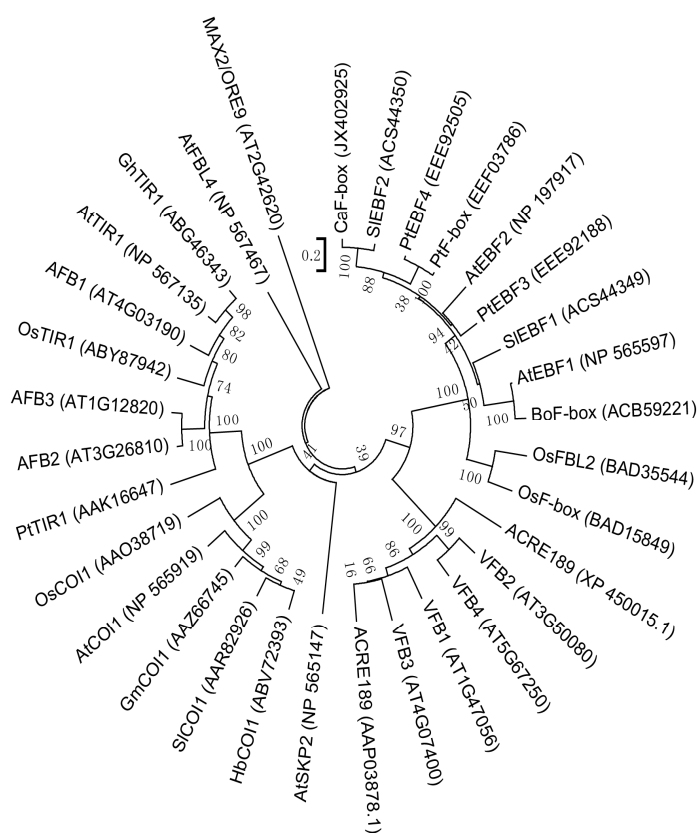 MAX2/ORE9 (AT2G42620)
CaF-box (JX402925)
SlEBF2 (ACS44350)
PtEBF4 (EEE92505)
PtF-box (EEF03786)
AtEBF2 (NP 197917)
PtEBF3 (EEE92188)
SlEBF1 (ACS44349)
AtEBF1 (NP 565597)
BoF-box (ACB59221)
OsFBL2 (BAD35544)
OsF-box (BAD15849)
ACRE189 (XP 450015.1)
VFB2 (AT3G50080)
VFB4 (AT5G67250)
VFB1 (AT1G47056)
VFB3 (AT4G07400)
ACRE189 (AAP03878.1)
AtSKP2 (NP 565147)
HbCOI1 (ABV72393)
SlCOI1 (AAR82926)
GmCOI1 (AAZ66745)
AtCOI1 (NP 565919)
OsCOI1 (AAO38719)
PtTIR1 (AAK16647)
AFB2 (AT3G26810)
AFB3 (AT1G12820)
OsTIR1 (ABY87942)
AFB1 (AT4G03190)
AtTIR1 (NP 567135)
GhTIR1 (ABG46343)
AtFBL4 (NP 567467)
0.2
100
88
38
94
42
100
50
100
97
39
100
99
86
66
16
49
68
99
100
100
100
100
74
80
82
98